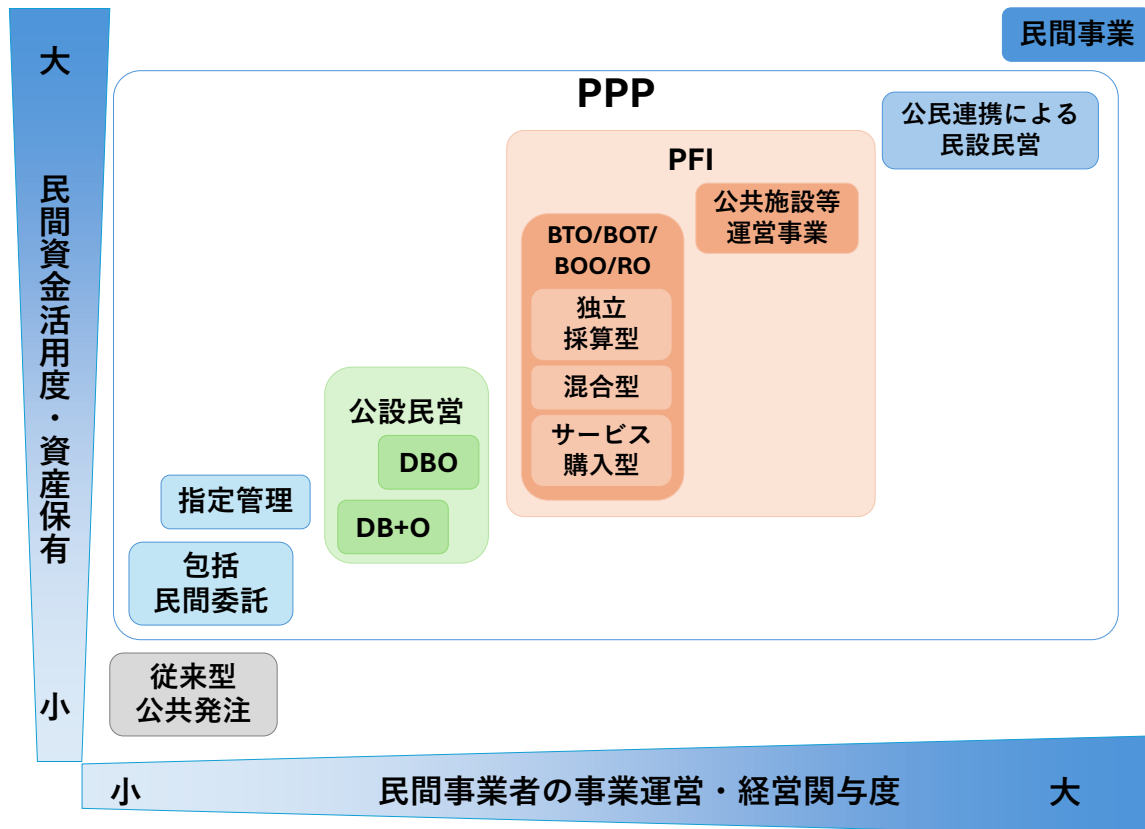 民間事業
大
PPP
公民連携による
民設民営
PFI
公共施設等
運営事業
BTO/BOT/
BOO/RO
独立
採算型
混合型
サービス
購入型
公設民営
DBO
DB+O
指定管理
包括
民間委託
民間資金活用度・資産保有
小
従来型
公共発注
小
民間事業者の事業運営・経営関与度
大